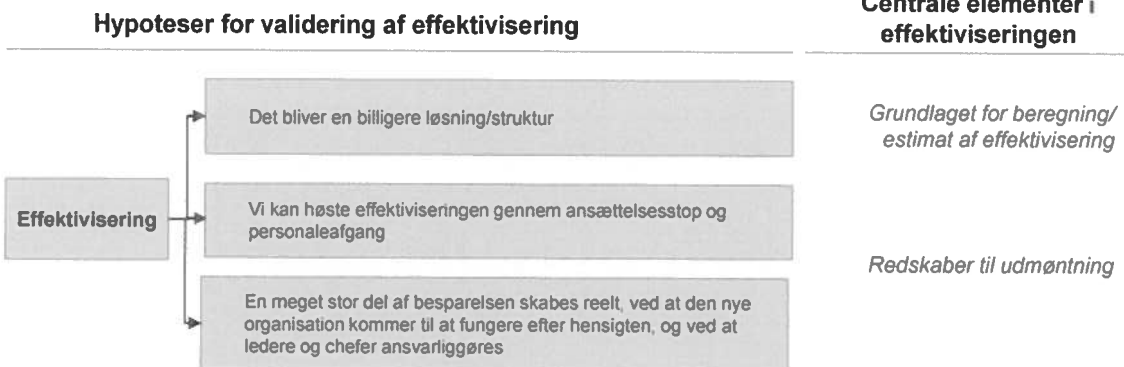 Hypoteser for validering af effektivisering
Centrale elementer i
effektiviseringen
Effektivisering
Det bliver en billigere løsning/struktur
Vi kan høste effektiviseringen gennem ansættelsesstop og
personaleafgang
En meget stor del af besparelsen skabes reelt, ved at den nye
organisation kommer til at fungere efter hensigten, og ved at
ledere og chefer ansvarliggøres
Grundlaget for beregning/
estimat af effektivisering
Redskaber til udmøntning